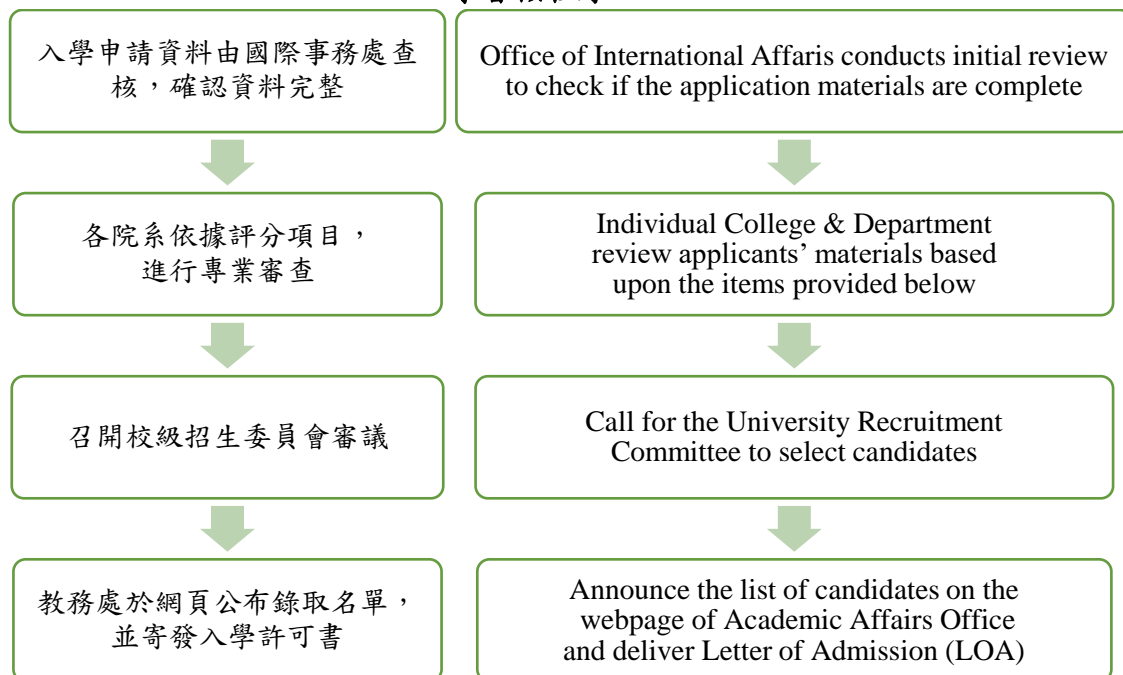 入學申請資料由國際事務處查
核，確認資料完整
Office of International Affaris conducts initial review
to check if the application materials are complete
各院系依據評分項目，
進行專業審查
Individual College & Department
review applicants’ materials based
upon the items provided below
召開校級招生委員會審議
Call for the University Recruitment
Committee to select candidates
教務處於網頁公布錄取名單，
並寄發入學許可書
Announce the list of candidates on the
webpage of Academic Affairs Office
and deliver Letter of Admission (LOA)